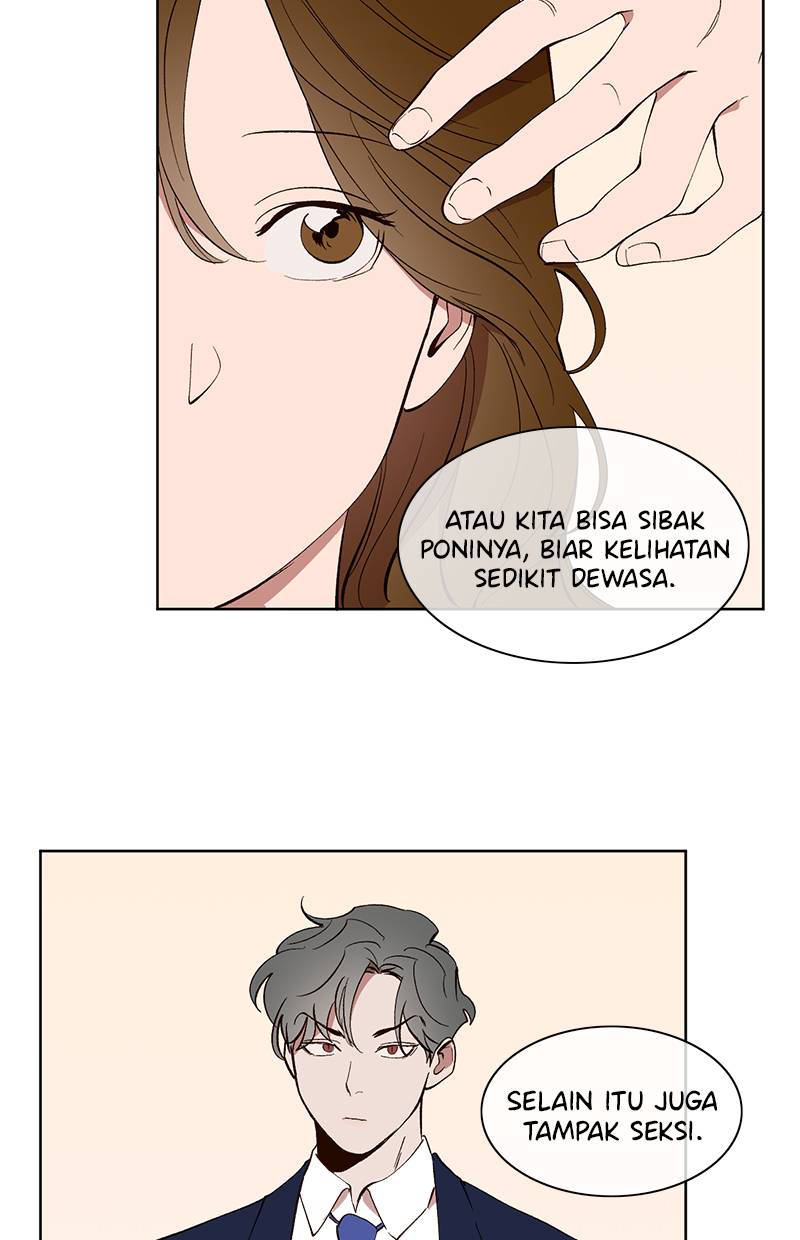 ATAU KITA BISA SIBAK
PONINYA, BIAR KELIHATAN
SEDIKIT DEWASA.
SELAIN ITU JUGA
TAMPAK SEKSI.